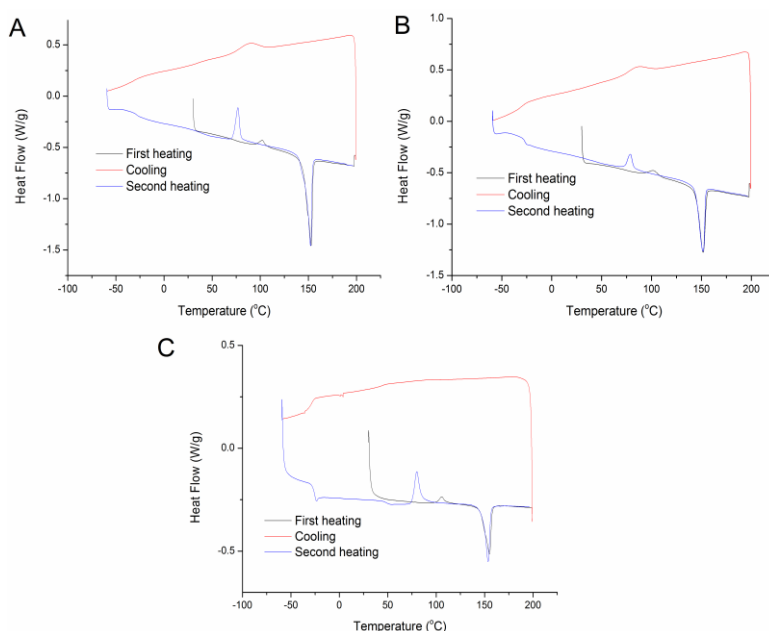 A
0.5
0.0
-0.5
-1.0
-1.5
Heat Flow (W/g)
First heating
Cooling
Second heating
-100 -50 0 50 100 150 200
Temperature (°C)
B
1.0
0.5
0.0
-0.5
-1.0
-1.5
Heat Flow (W/g)
First heating
Cooling
Second heating
-100 -50 0 50 100 150 200
Temperature (°C)
C
0.5
0.0
-0.5
Heat Flow (W/g)
First heating
Cooling
Second heating
-100 -50 0 50 100 150 200
Temperature (°C)